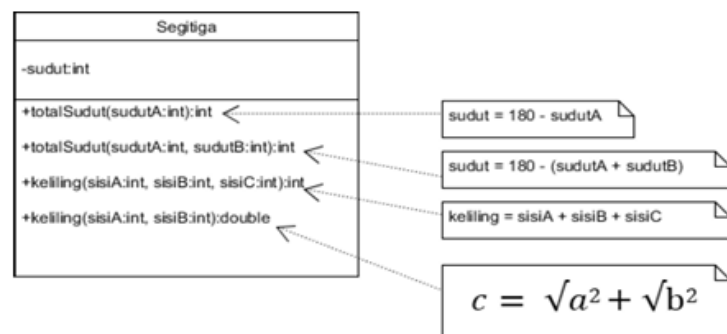 Segitiga
-sudut:int
+totalSudut(sudutA:int):int
+totalSudut(sudutA:int, sudutB:int):int
+keliling(sisiA:int, sisiB:int, sisiC:int):int
+keliling(sisiA:int, sisiB:int):double
sudut = 180 - sudutA
sudut = 180 - (sudutA + sudutB)
keliling = sisiA + sisiB + sisiC
c = √a² + √b²